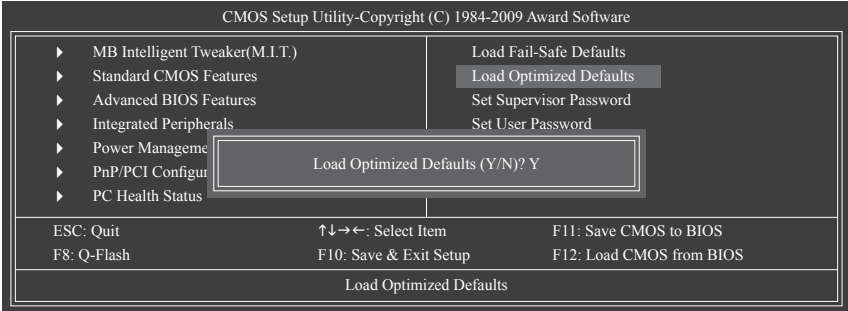 CMOS Setup Utility-Copyright (C) 1984-2009 Award Software
MB Intelligent Tweaker(M.I.T.)
Standard CMOS Features
Advanced BIOS Features
Integrated Peripherals
Power Manageme
PnP/PCI Configur
PC Health Status
Load Fail-Safe Defaults
Load Optimized Defaults
Set Supervisor Password
Set User Password
Load Optimized Defaults (Y/N)? Y
ESC: Quit ↑↓→←: Select Item F11: Save CMOS to BIOS
F8: Q-Flash F10: Save & Exit Setup F12: Load CMOS from BIOS
Load Optimized Defaults